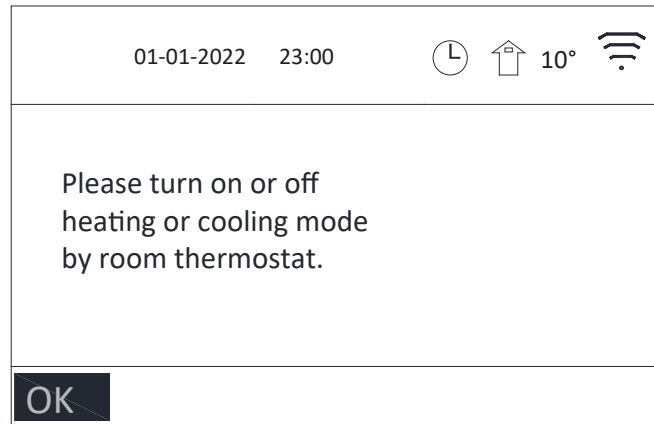 01-01-2022 23:00 10°
Please turn on or off
heating or cooling mode
by room thermostat.
OK